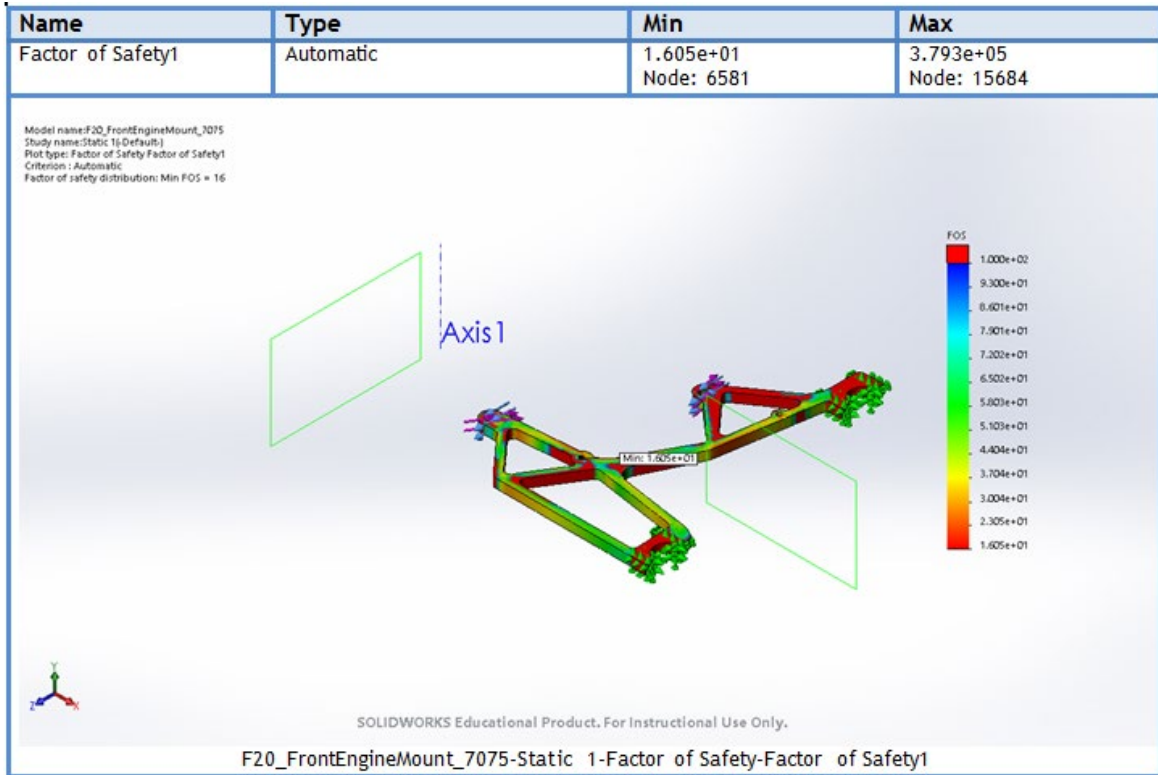 Name Type Min Max
Factor of Safety1 Automatic 1.605e+01 3.793e+05
Node: 6581 Node: 15684
Model name:F20_FrontEngineMount_7075
Study name:Static 1(-Default-)
Plot type: Factor of Safety Factor of Safety1
Criterion : Automatic
Factor of safety distribution: Min FOS = 16
FOS
1.000e+02
9.300e+01
8.601e+01
7.901e+01
7.202e+01
6.502e+01
5.803e+01
5.103e+01
4.404e+01
3.704e+01
3.004e+01
2.305e+01
1.605e+01
Axis1
Min: 1.605e+01
Y
Z X
SOLIDWORKS Educational Product. For Instructional Use Only.
F20_FrontEngineMount_7075-Static 1-Factor of Safety-Factor of Safety1